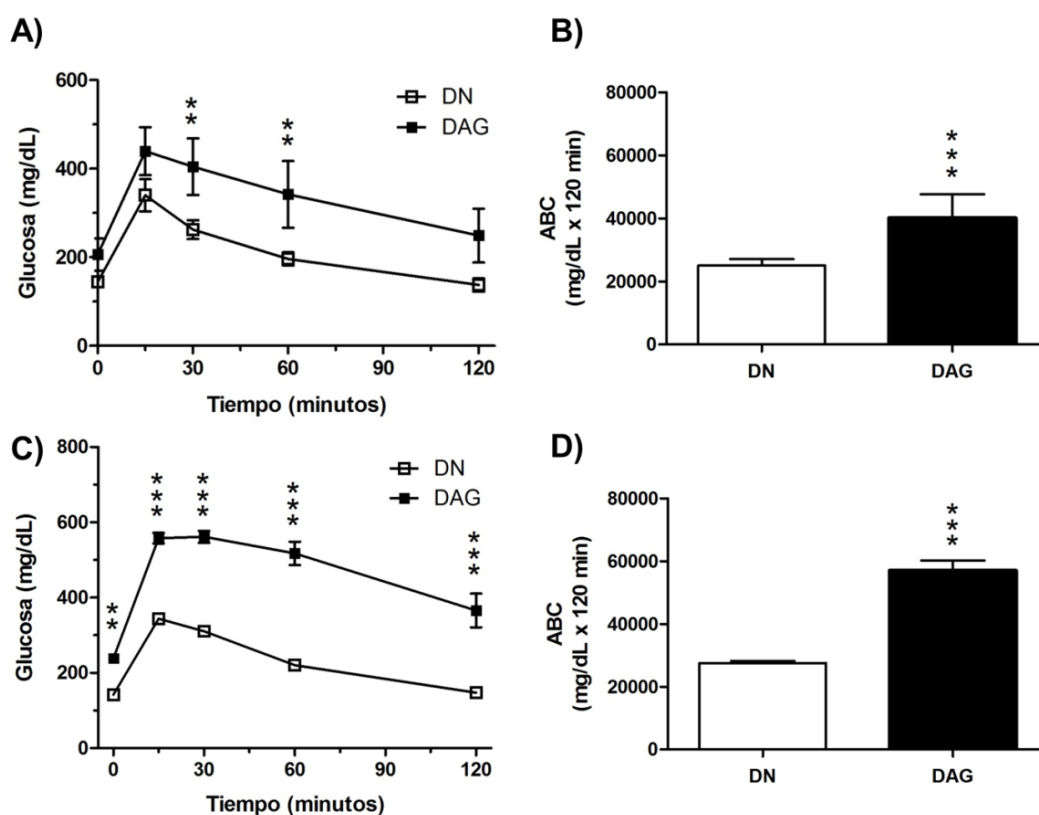 A)
600
400
200
0
Glucosa (mg/dL)
DN
DAG
**
**
0
30
60
90
120
Tiempo (minutos)
B)
80000
60000
40000
20000
0
ABC
(mg/dL x 120 min)
***
DN
DAG
C)
800
600
400
200
0
Glucosa (mg/dL)
DN
DAG
**
***
***
***
***
0
30
60
90
120
Tiempo (minutos)
D)
80000
60000
40000
20000
0
ABC
(mg/dL x 120 min)
***
DN
DAG